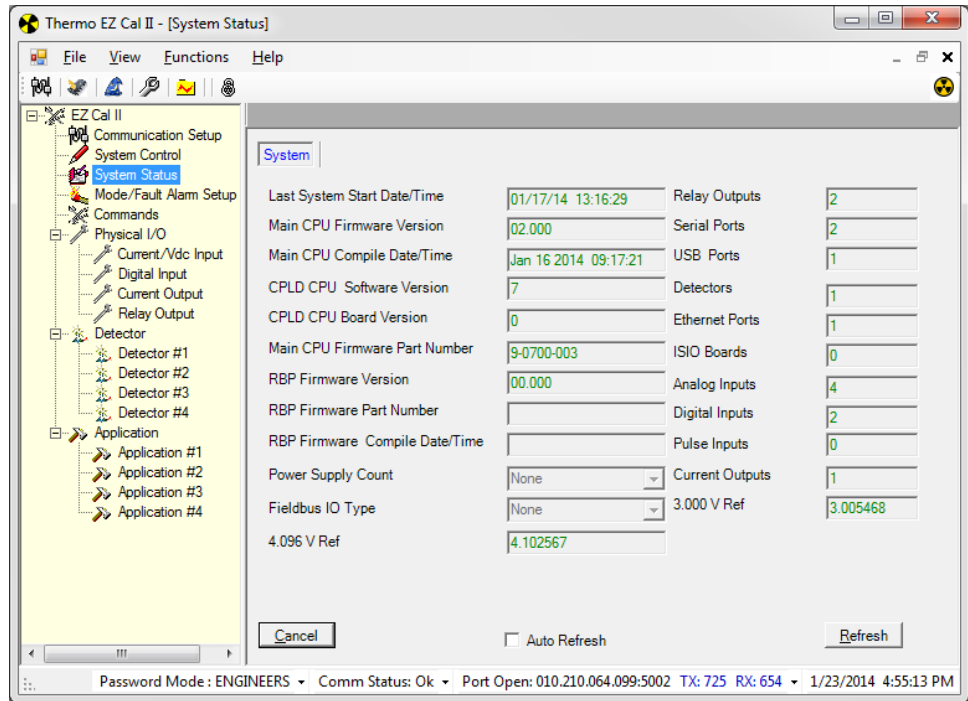 Thermo EZ Cal II - [System Status]
File View Functions Help
EZ Cal II
Communication Setup
System Control
System Status
Mode/Fault Alarm Setup
Commands
Physical I/O
Current/Vdc Input
Digital Input
Current Output
Relay Output
Detector
Detector #1
Detector #2
Detector #3
Detector #4
Application
Application #1
Application #2
Application #3
Application #4
System
Last System Start Date/Time 01/17/14 13:16:29
Main CPU Firmware Version 02.000
Main CPU Compile Date/Time Jan 16 2014 09:17:21
CPLD CPU Software Version 7
CPLD CPU Board Version 0
Main CPU Firmware Part Number 9-0700-003
RBP Firmware Version 00.000
RBP Firmware Part Number
RBP Firmware Compile Date/Time
Power Supply Count None
Fieldbus IO Type None
4.096 V Ref 4.102567
Relay Outputs 2
Serial Ports 2
USB Ports 1
Detectors 1
Ethernet Ports 1
ISIO Boards 0
Analog Inputs 4
Digital Inputs 2
Pulse Inputs 0
Current Outputs 1
3.000 V Ref 3.005468
Cancel Auto Refresh Refresh
Password Mode : ENGINEERS Comm Status: Ok Port Open: 010.210.064.099:5002 TX: 725 RX: 654 1/23/2014 4:55:13 PM